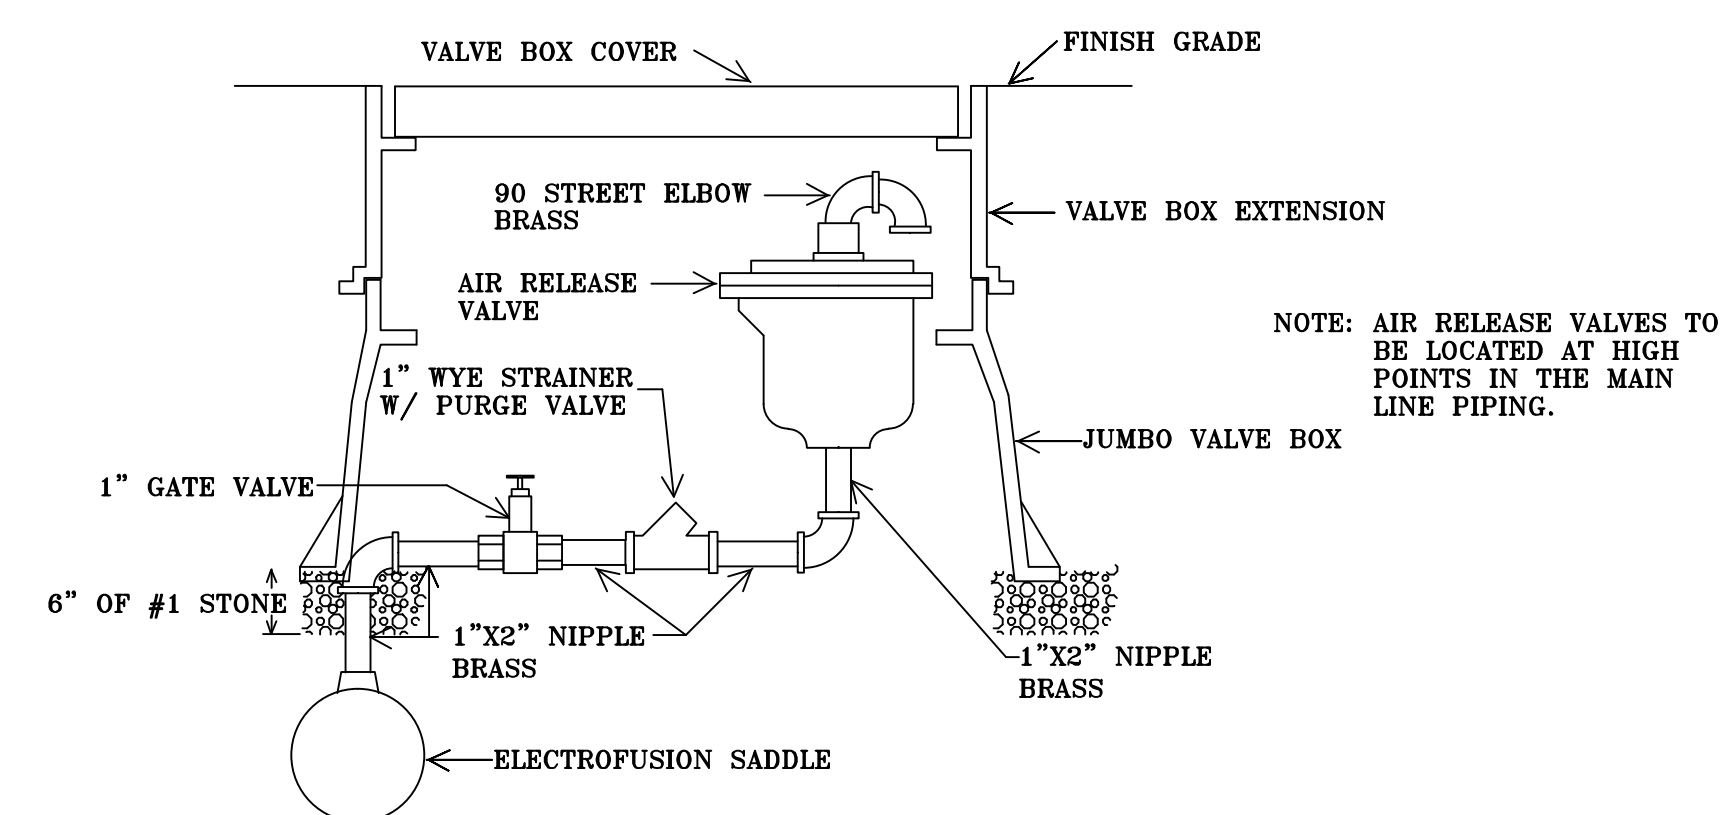 VALVE BOX COVER
FINISH GRADE
90 STREET ELBOW
BRASS
VALVE BOX EXTENSION
AIR RELEASE
VALVE
NOTE: AIR RELEASE VALVES TO
BE LOCATED AT HIGH
POINTS IN THE MAIN
LINE PIPING.
1” WYE STRAINER
W/ PURGE VALVE
JUMBO VALVE BOX
1” GATE VALVE
6” OF #1 STONE
1”X2” NIPPLE
BRASS
1”X2” NIPPLE
BRASS
ELECTROFUSION SADDLE